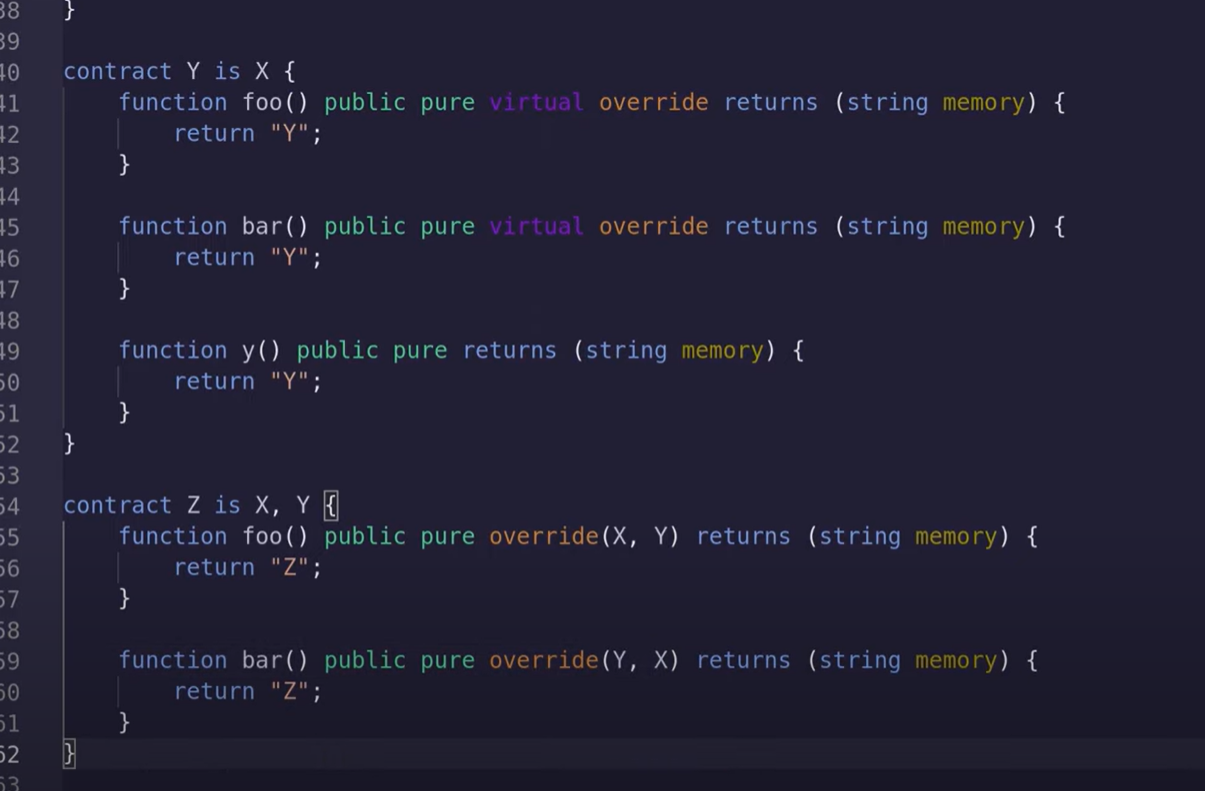 38 }
39
40 contract Y is X {
41 function foo() public pure virtual override returns (string memory) {
42 return "Y";
43 }
44
45 function bar() public pure virtual override returns (string memory) {
46 return "Y";
47 }
48
49 function y() public pure returns (string memory) {
50 return "Y";
51 }
52 }
53
54 contract Z is X, Y {
55 function foo() public pure override(X, Y) returns (string memory) {
56 return "Z";
57 }
58
59 function bar() public pure override(Y, X) returns (string memory) {
60 return "Z";
61 }
62 }
63